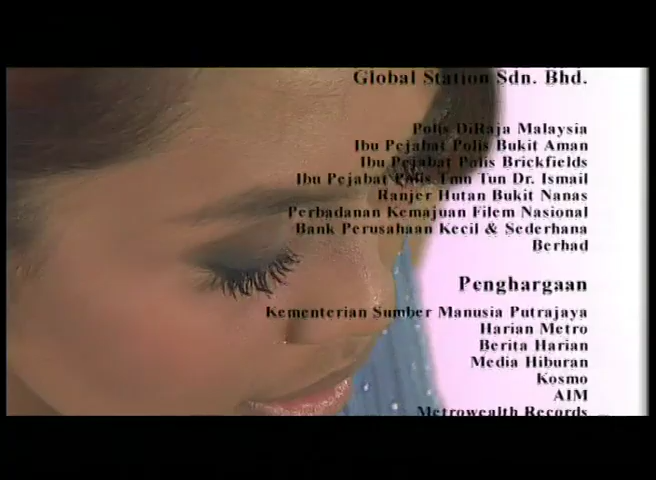 Global Station Sdn. Bhd.
Polis DiRaja Malaysia
Ibu Pejabat Polis Bukit Aman
Ibu Pejabat Polis Brickfields
Ibu Pejabat Polis Tmn Tun Dr. Ismail
Ranjer Hutan Bukit Nanas
Perbadanan Kemajuan Filem Nasional
Bank Perusahaan Kecil & Sederhana
Berhad
Penghargaan
Kementerian Sumber Manusia Putrajaya
Harian Metro
Berita Harian
Media Hiburan
Kosmo
AIM
Metrowealth Records